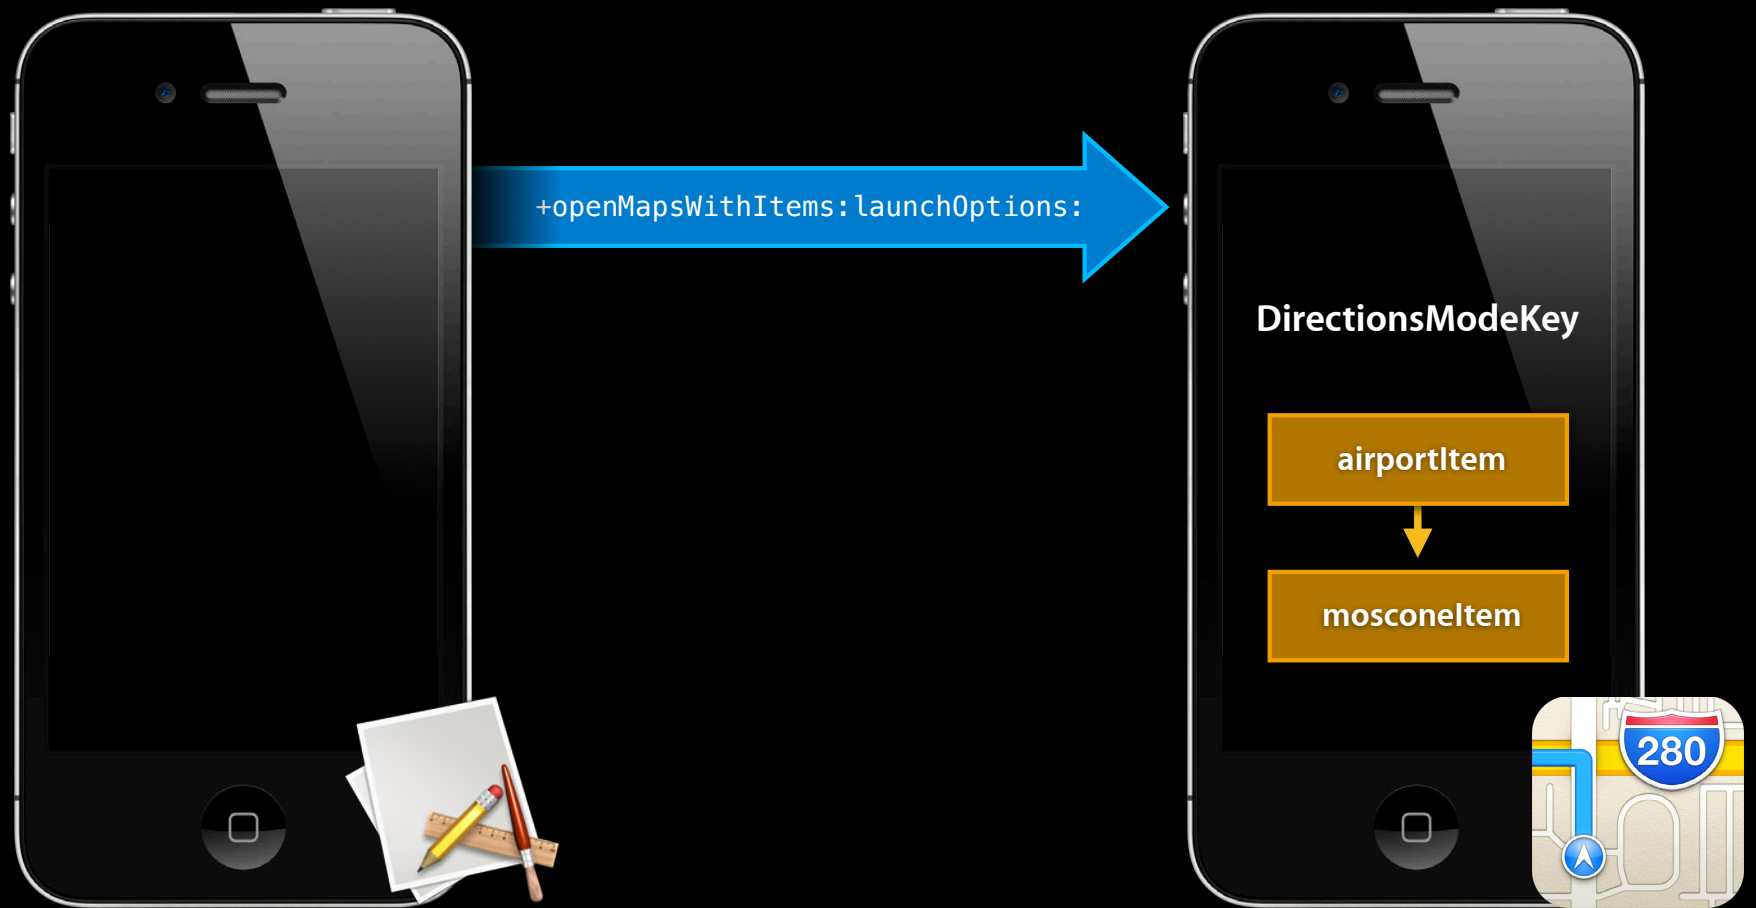 +openMapsWithItems:launchOptions:
DirectionsModeKey
airportItem
mosconeItem
280